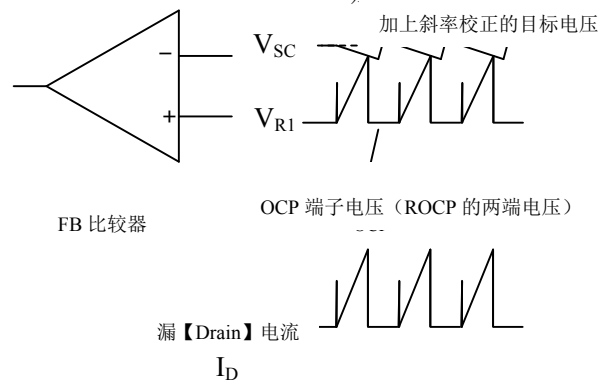 加上斜率校正的目标电压
−
V_SC
+
V_R1
OCP 端子电压（ROCP 的两端电压）
FB 比较器
漏【Drain】电流
I_D